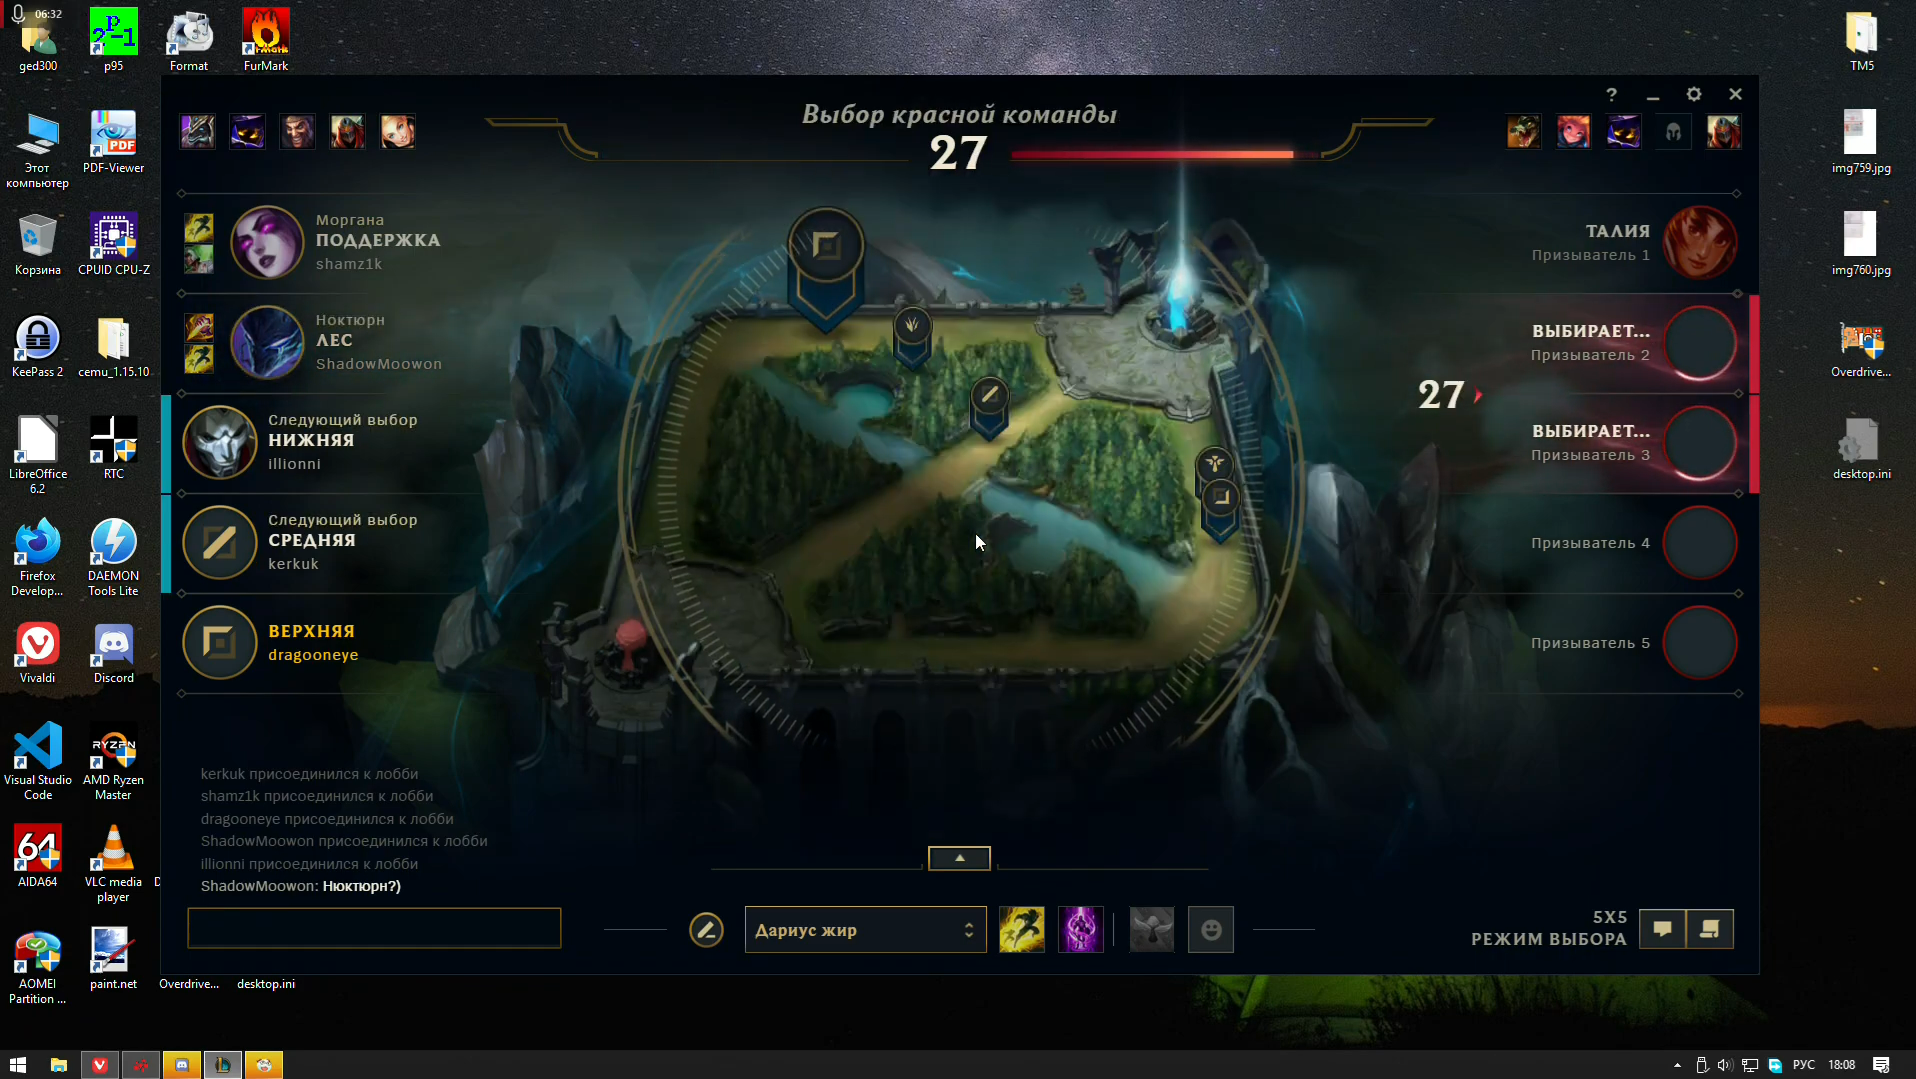 06:32
ged300
p95
Format
FurMark
TM5
Этот
компьютер
PDF-Viewer
img759.jpg
Корзина
CPUID CPU-Z
img760.jpg
KeePass 2
cemu_1.15.10
Overdrive...
LibreOffice
6.2
RTC
desktop.ini
Firefox
Develop...
DAEMON
Tools Lite
Vivaldi
Discord
Visual Studio
Code
AMD Ryzen
Master
AIDA64
VLC media
player
D
AOMEI
Partition ...
paint.net
Overdrive...
desktop.ini
Выбор красной команды
27
Моргана
ПОДДЕРЖКА
shamz1k
Ноктюрн
ЛЕС
ShadowMoowon
Следующий выбор
НИЖНЯЯ
illionni
Следующий выбор
СРЕДНЯЯ
kerkuk
ВЕРХНЯЯ
dragooneye
ТАЛИЯ
Призыватель 1
ВЫБИРАЕТ...
Призыватель 2
27
ВЫБИРАЕТ...
Призыватель 3
Призыватель 4
Призыватель 5
kerkuk присоединился к лобби
shamz1k присоединился к лобби
dragooneye присоединился к лобби
ShadowMoowon присоединился к лобби
illionni присоединился к лобби
ShadowMoowon: Нюктюрн?)
Дариус жир
5X5
РЕЖИМ ВЫБОРА
РУС
18:08